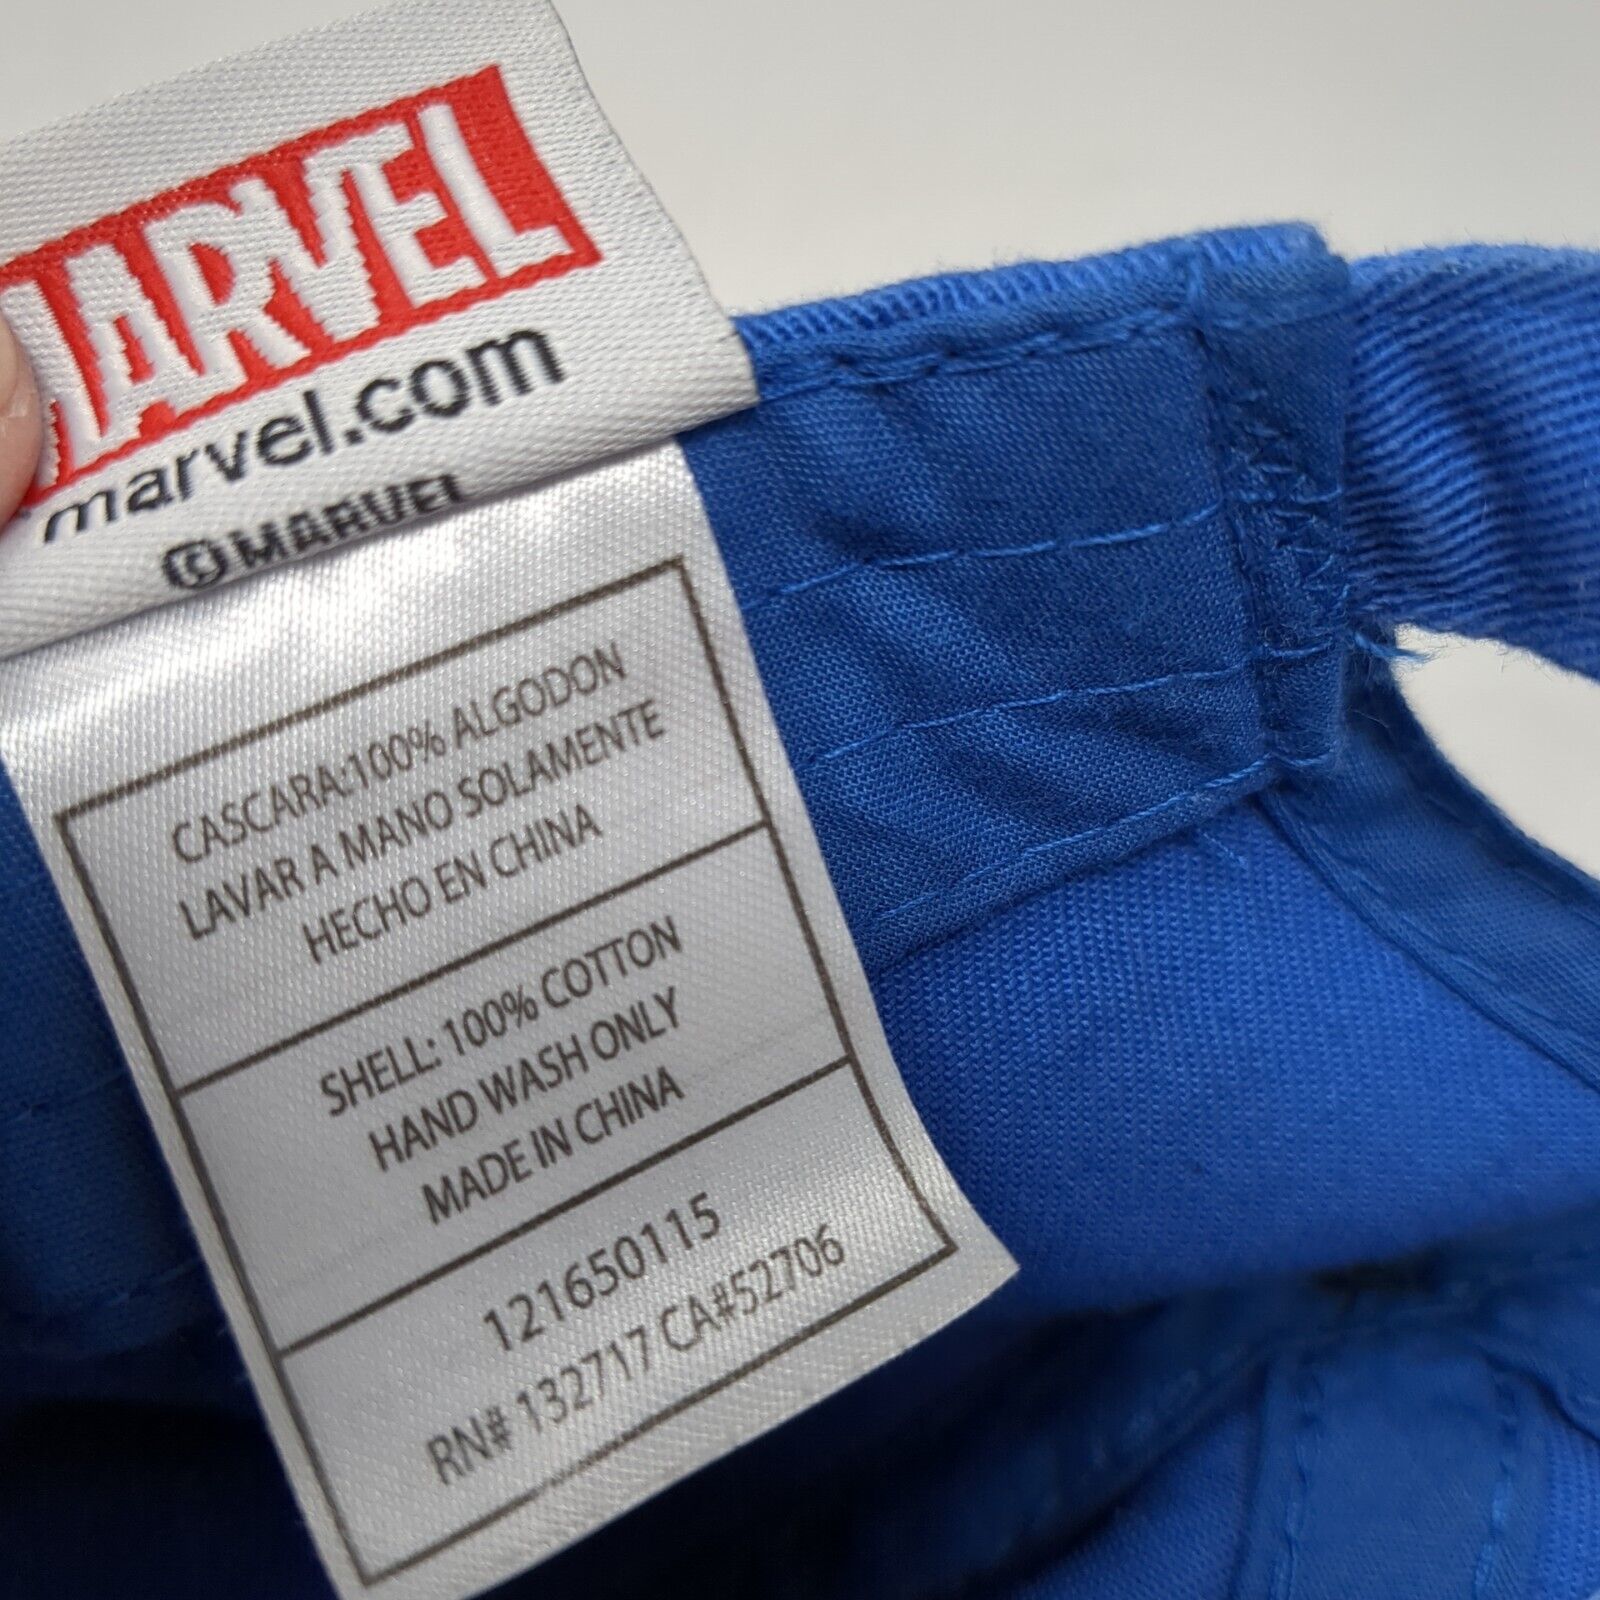 MARVEL
marvel.com
©MARVEL
CASCARA:100% ALGODON
LAVAR A MANO SOLAMENTE
HECHO EN CHINA
SHELL: 100% COTTON
HAND WASH ONLY
MADE IN CHINA
121650115
RN# 132717 CA#52706